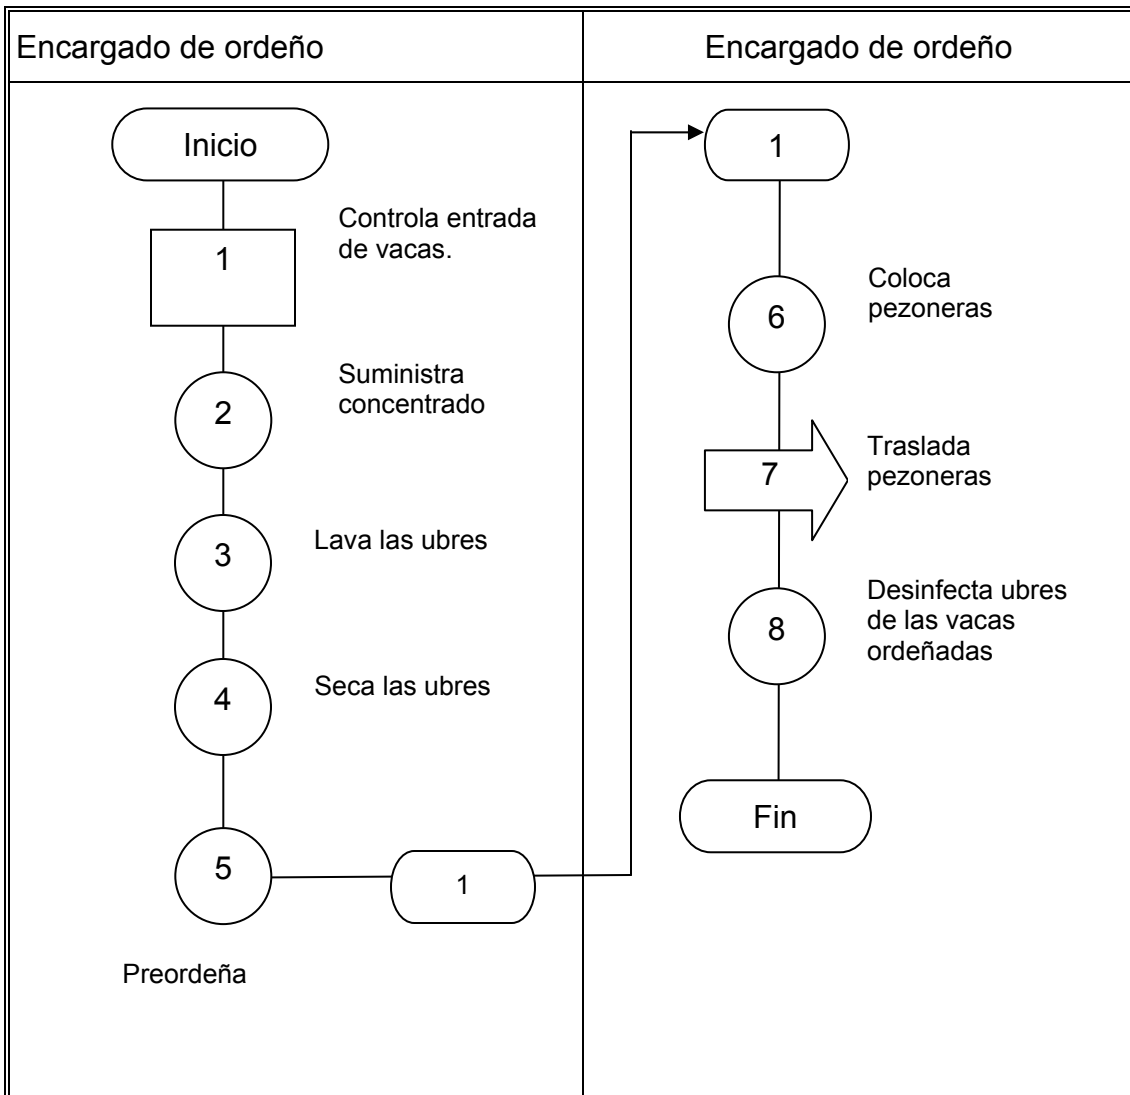 Encargado de ordeño
Inicio
1
Controla entrada
de vacas.
2
Suministra
concentrado
3
Lava las ubres
4
Seca las ubres
5
1
Preordeña
Encargado de ordeño
1
6
Coloca
pezoneras
7
Traslada
pezoneras
8
Desinfecta ubres
de las vacas
ordeñadas
Fin